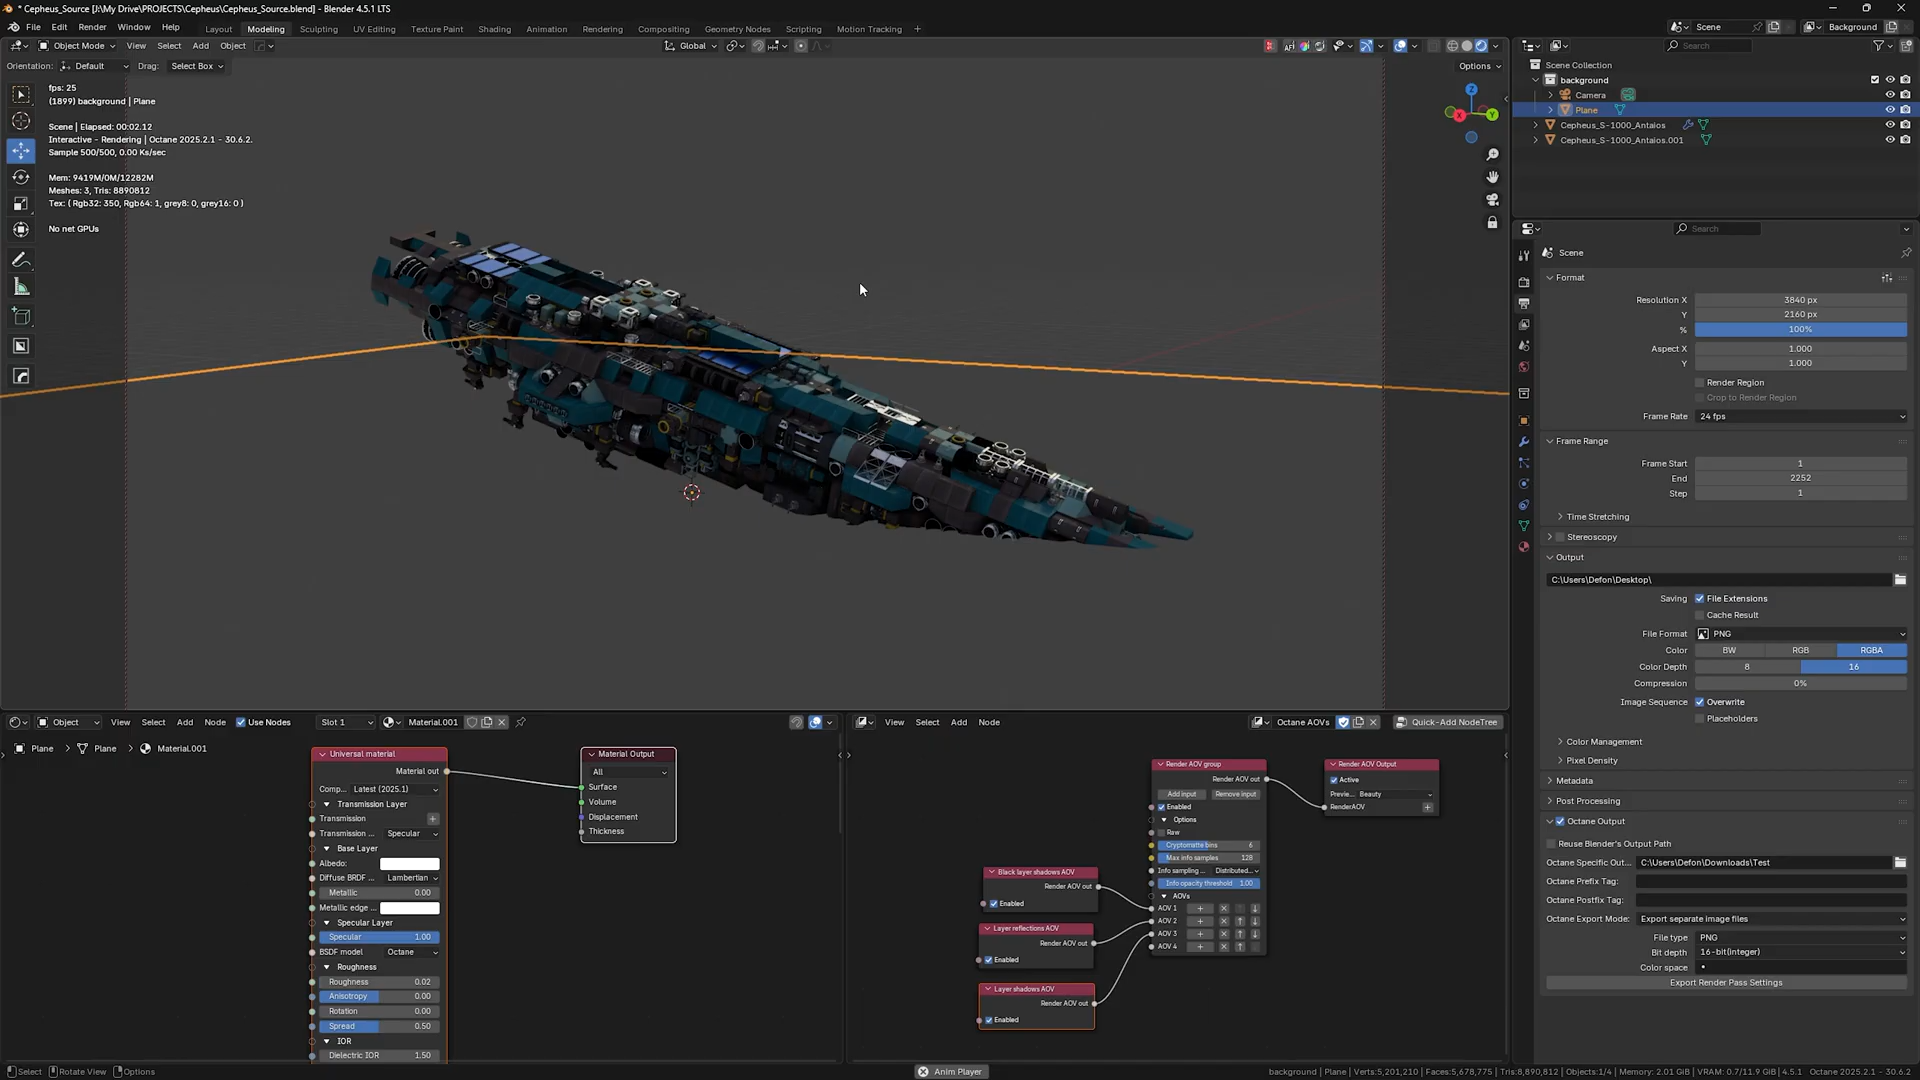 * Cepheus_Source [J:\My Drive\PROJECTS\Cepheus\Cepheus_Source.blend] - Blender 4.5.1 LTS
File Edit Render Window Help Layout Modeling Sculpting UV Editing Texture Paint Shading Animation Rendering Compositing Geometry Nodes Scripting Motion Tracking + Scene Background
Object Mode View Select Add Object Global Search
Orientation: Default Drag: Select Box Options
fps: 25
(1899) background | Plane
Scene | Elapsed: 00:02.12
Interactive - Rendering | Octane 2025.2.1 - 30.6.2.
Sample 500/500, 0.00 Ks/sec
Mem: 9419M/0M/12282M
Meshes: 3, Tris: 8890812
Tex: ( Rgb32: 350, Rgb64: 1, grey8: 0, grey16: 0 )
No net GPUs
Z
X Y
Scene Collection
background
Camera
Plane
Cepheus_S-1000_Antaios
Cepheus_S-1000_Antaios.001
Search
Scene
Format
Resolution X 3840 px
Y 2160 px
% 100%
Aspect X 1.000
Y 1.000
Render Region
Crop to Render Region
Frame Rate 24 fps
Frame Range
Frame Start 1
End 2252
Step 1
Time Stretching
Stereoscopy
Output
C:\Users\Defon\Desktop\
Saving File Extensions
Cache Result
File Format PNG
Color BW RGB RGBA
Color Depth 8 16
Compression 0%
Image Sequence Overwrite
Placeholders
Color Management
Pixel Density
Metadata
Post Processing
Octane Output
Reuse Blender's Output Path
Octane Specific Out... C:\Users\Defon\Downloads\Test
Octane Prefix Tag:
Octane Postfix Tag:
Octane Export Mode: Export separate image files
File type PNG
Bit depth 16-bit(integer)
Color space
Export Render Pass Settings
Object View Select Add Node Use Nodes Slot 1 Material.001
Plane > Plane > Material.001
Universal material
Material out
Comp... Latest (2025.1)
Transmission Layer
Transmission
Transmission ... Specular
Base Layer
Albedo:
Diffuse BRDF ... Lambertian
Metallic 0.00
Metallic edge ...
Specular Layer
Specular 1.00
BSDF model Octane
Roughness
Roughness 0.02
Anisotropy 0.00
Rotation 0.00
Spread 0.50
IOR
Dielectric IOR 1.50
Material Output
All
Surface
Volume
Displacement
Thickness
View Select Add Node Octane AOVs Quick-Add NodeTree
Black layer shadows AOV
Render AOV out
Enabled
Layer reflections AOV
Render AOV out
Enabled
Layer shadows AOV
Render AOV out
Enabled
Render AOV group
Render AOV out
Add input Remove input
Enabled
Options
Raw
Cryptomatte bins 6
Max info samples 128
Info sampling ... Distributed...
Info opacity threshold 1.00
AOVs
AOV 1
AOV 2
AOV 3
AOV 4
Render AOV Output
Active
Previe... Beauty
RenderAOV
Select Rotate View Options Anim Player background | Plane | Verts:5,201,210 | Faces:5,678,775 | Tris:8,890,812 | Objects:1/4 | Memory: 2.01 GiB | VRAM: 0.7/11.9 GiB | 4.5.1 Octane 2025.2.1 - 30.6.2